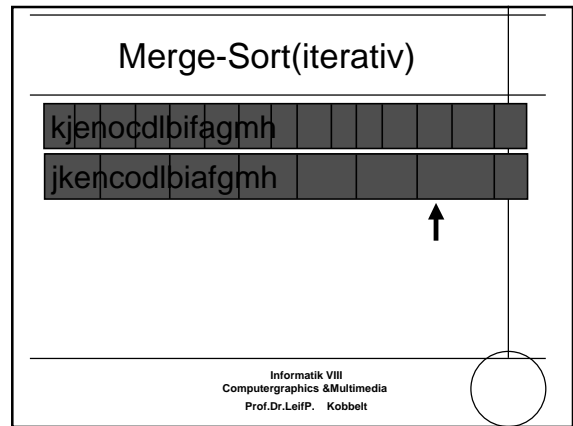 Merge-Sort(iterativ)
kjenocdlbifagmh
jkencodlbiafgmh
Informatik VIII
Computergraphics &Multimedia
Prof.Dr.LeifP. Kobbelt